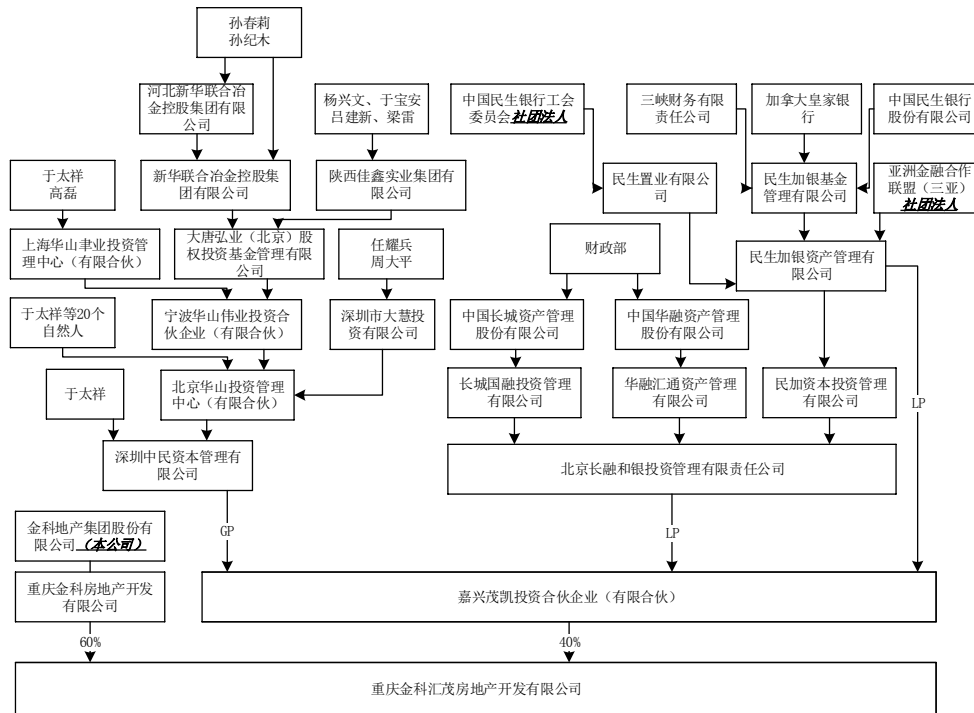 孙春莉
孙纪木
河北新华联合冶
金控股集团有限
公司
杨兴文、于宝安
吕建新、梁雷
中国民生银行工会
委员会社团法人
三峡财务有限
责任公司
加拿大皇家银
行
中国民生银行
股份有限公司
于太祥
高磊
新华联合冶金控股集
团有限公司
陕西佳鑫实业集团有
限公司
民生置业有限公
司
民生加银基金
管理有限公司
亚洲金融合作
联盟（三亚）
社团法人
上海华山聿业投资管
理中心（有限合伙）
大唐弘业（北京）股
权投资基金管理有限
公司
任耀兵
周大平
财政部
民生加银资产管理有
限公司
于太祥等20个
自然人
宁波华山伟业投资合
伙企业（有限合伙）
深圳市大慧投
资有限公司
中国长城资产管理
股份有限公司
中国华融资产管理
股份有限公司
于太祥
北京华山投资管理
中心（有限合伙）
长城国融投资管理
有限公司
华融汇通资产管理
有限公司
民加资本投资管理
有限公司
LP
深圳中民资本管理有
限公司
北京长融和银投资管理有限责任公司
金科地产集团股份有
限公司（本公司）
GP
LP
重庆金科房地产开发
有限公司
嘉兴茂凯投资合伙企业（有限合伙）
60%
40%
重庆金科汇茂房地产开发有限公司